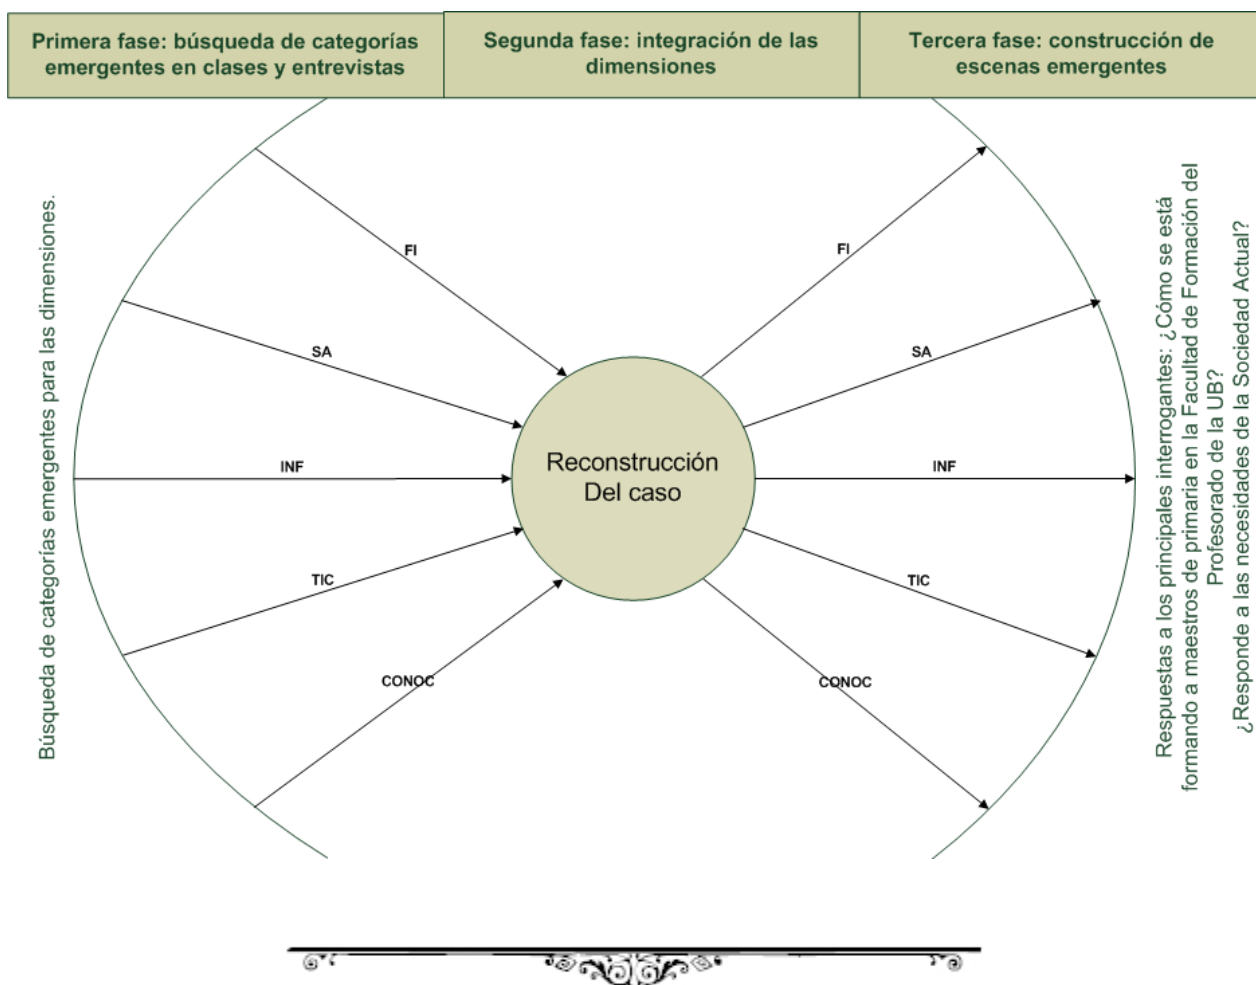 Primera fase: búsqueda de categorías
emergentes en clases y entrevistas
Segunda fase: integración de las
dimensiones
Tercera fase: construcción de
escenas emergentes
Búsqueda de categorías emergentes para las dimensiones.
FI
SA
INF
TIC
CONOC
Reconstrucción
Del caso
FI
SA
INF
TIC
CONOC
Respuestas a los principales interrogantes: ¿Cómo se está
formando a maestros de primaria en la Facultad de Formación del
Profesorado de la UB?
¿Responde a las necesidades de la Sociedad Actual?